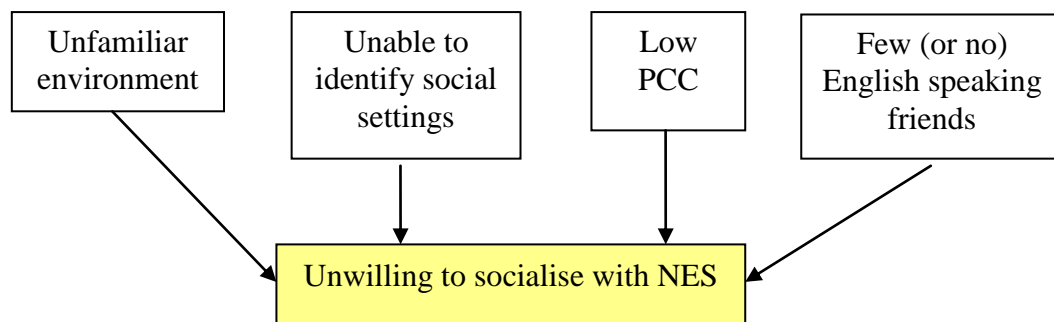 Unfamiliar
environment
Unable to
identify social
settings
Low
PCC
Few (or no)
English speaking
friends
Unwilling to socialise with NES